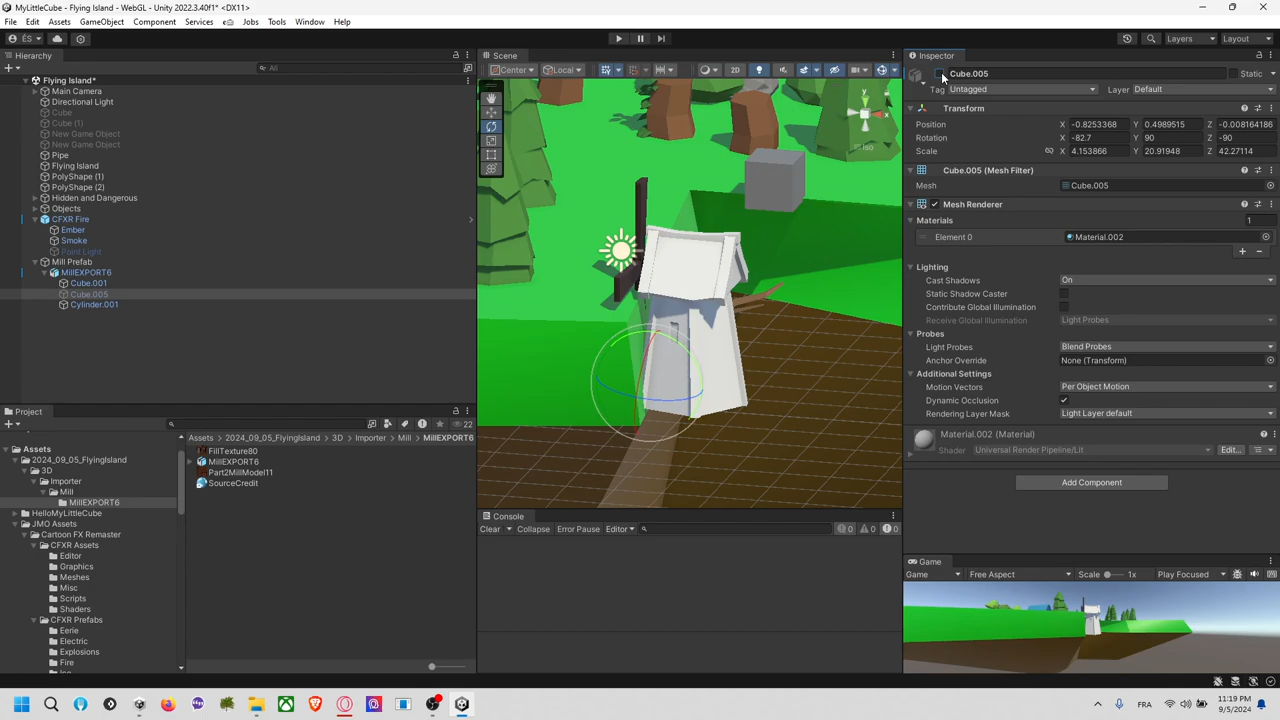 MyLittleCube - Flying Island - WebGL - Unity 2022.3.40f1* <DX11>
File Edit Assets GameObject Component Services Jobs Tools Window Help
ÉS
Layers Layout
Hierarchy
All
Flying Island*
Main Camera
Directional Light
Cube
Cube (1)
New Game Object
New Game Object
Pipe
Flying Island
PolyShape (1)
PolyShape (2)
Hidden and Dangerous
Objects
CFXR Fire
Ember
Smoke
Point Light
Mill Prefab
MillEXPORT6
Cube.001
Cube.005
Cylinder.001
Scene
Center Local 2D
y
x
Iso
Inspector
Cube.005 Static
Tag Untagged Layer Default
Transform
Position X -0.8253368 Y 0.4989515 Z -0.008164186
Rotation X -82.7 Y 90 Z -90
Scale X 4.153866 Y 20.91948 Z 42.27114
Cube.005 (Mesh Filter)
Mesh Cube.005
Mesh Renderer
Materials 1
Element 0 Material.002
Lighting
Cast Shadows On
Static Shadow Caster
Contribute Global Illumination
Receive Global Illumination Light Probes
Probes
Light Probes Blend Probes
Anchor Override None (Transform)
Additional Settings
Motion Vectors Per Object Motion
Dynamic Occlusion
Rendering Layer Mask Light Layer default
Material.002 (Material)
Shader Universal Render Pipeline/Lit Edit...
Add Component
Project
22
Assets
2024_09_05_FlyingIsland
3D
Importer
Mill
MillEXPORT6
HelloMyLittleCube
JMO Assets
Cartoon FX Remaster
CFXR Assets
Editor
Graphics
Meshes
Misc
Scripts
Shaders
CFXR Prefabs
Eerie
Electric
Explosions
Fire
Assets 2024_09_05_FlyingIsland 3D Importer Mill MillEXPORT6
FillTexture80
MillEXPORT6
Part2MillModel11
SourceCredit
Console
Clear Collapse Error Pause Editor 0 0 0
Game
Game Free Aspect Scale 1x Play Focused
FRA
11:19 PM
9/5/2024